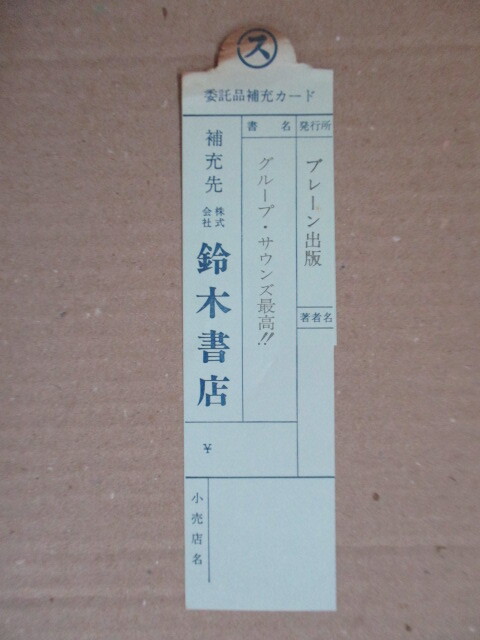 ス
委託品補充カード
発行所
ブレーン出版
著者名
書名
グループ・サウンズ最高!!
補充先
株式会社
鈴木書店
¥
小売店名